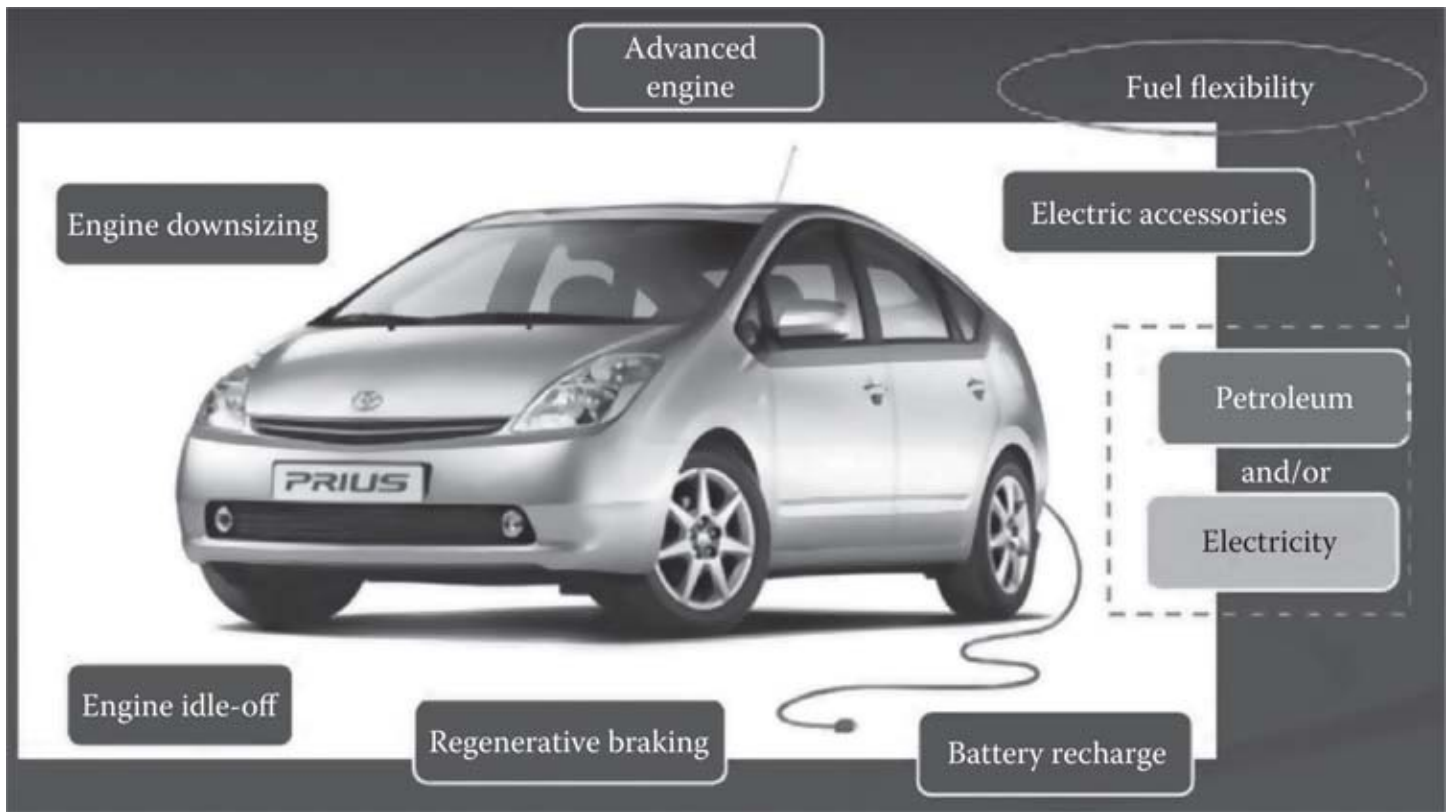 Advanced
engine
Fuel flexibility
Engine downsizing
Electric accessories
Petroleum
and/or
Electricity
PRIUS
Engine idle-off
Regenerative braking
Battery recharge